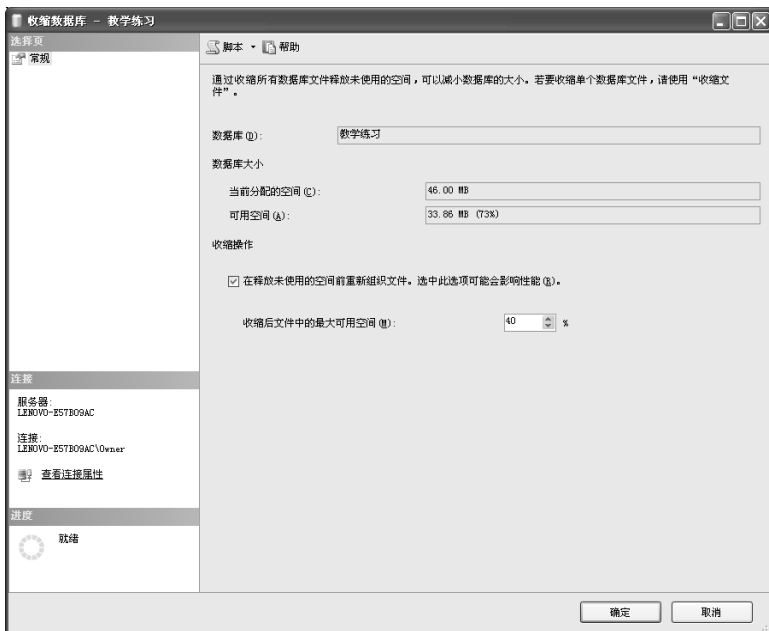 收缩数据库 - 教学练习
选择页
常规
脚本 帮助
通过收缩所有数据库文件释放未使用的空间，可以减小数据库的大小。若要收缩单个数据库文件，请使用“收缩文
件”。
数据库(D):
教学练习
数据库大小
当前分配的空间(C):
46.00 MB
可用空间(A):
33.86 MB (73%)
收缩操作
在释放未使用的空间前重新组织文件。选中此选项可能会影响性能(R)。
收缩后文件中的最大可用空间(M):
40 %
连接
服务器:
LENOVO-E57B09AC
连接:
LENOVO-E57B09AC\Owner
查看连接属性
进度
就绪
确定
取消